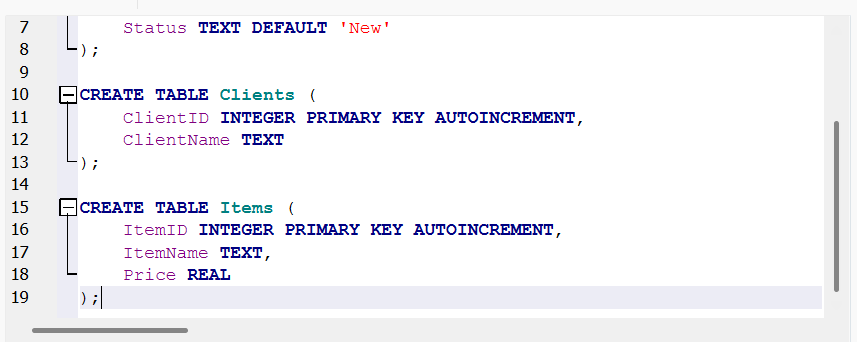 7 Status TEXT DEFAULT 'New'
8 );
9
10 CREATE TABLE Clients (
11 ClientID INTEGER PRIMARY KEY AUTOINCREMENT,
12 ClientName TEXT
13 );
14
15 CREATE TABLE Items (
16 ItemID INTEGER PRIMARY KEY AUTOINCREMENT,
17 ItemName TEXT,
18 Price REAL
19 );